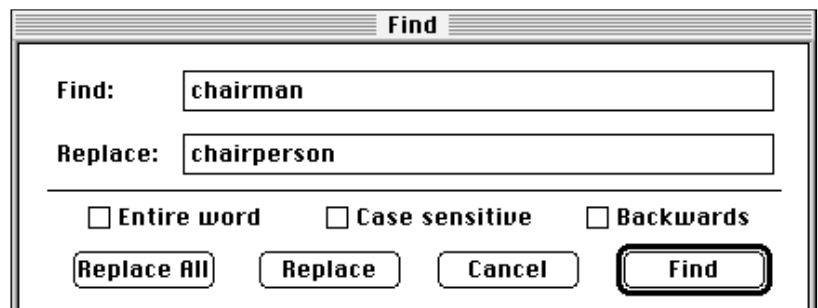 Find
Find: chairman
Replace: chairperson
Entire word Case sensitive Backwards
Replace All Replace Cancel Find